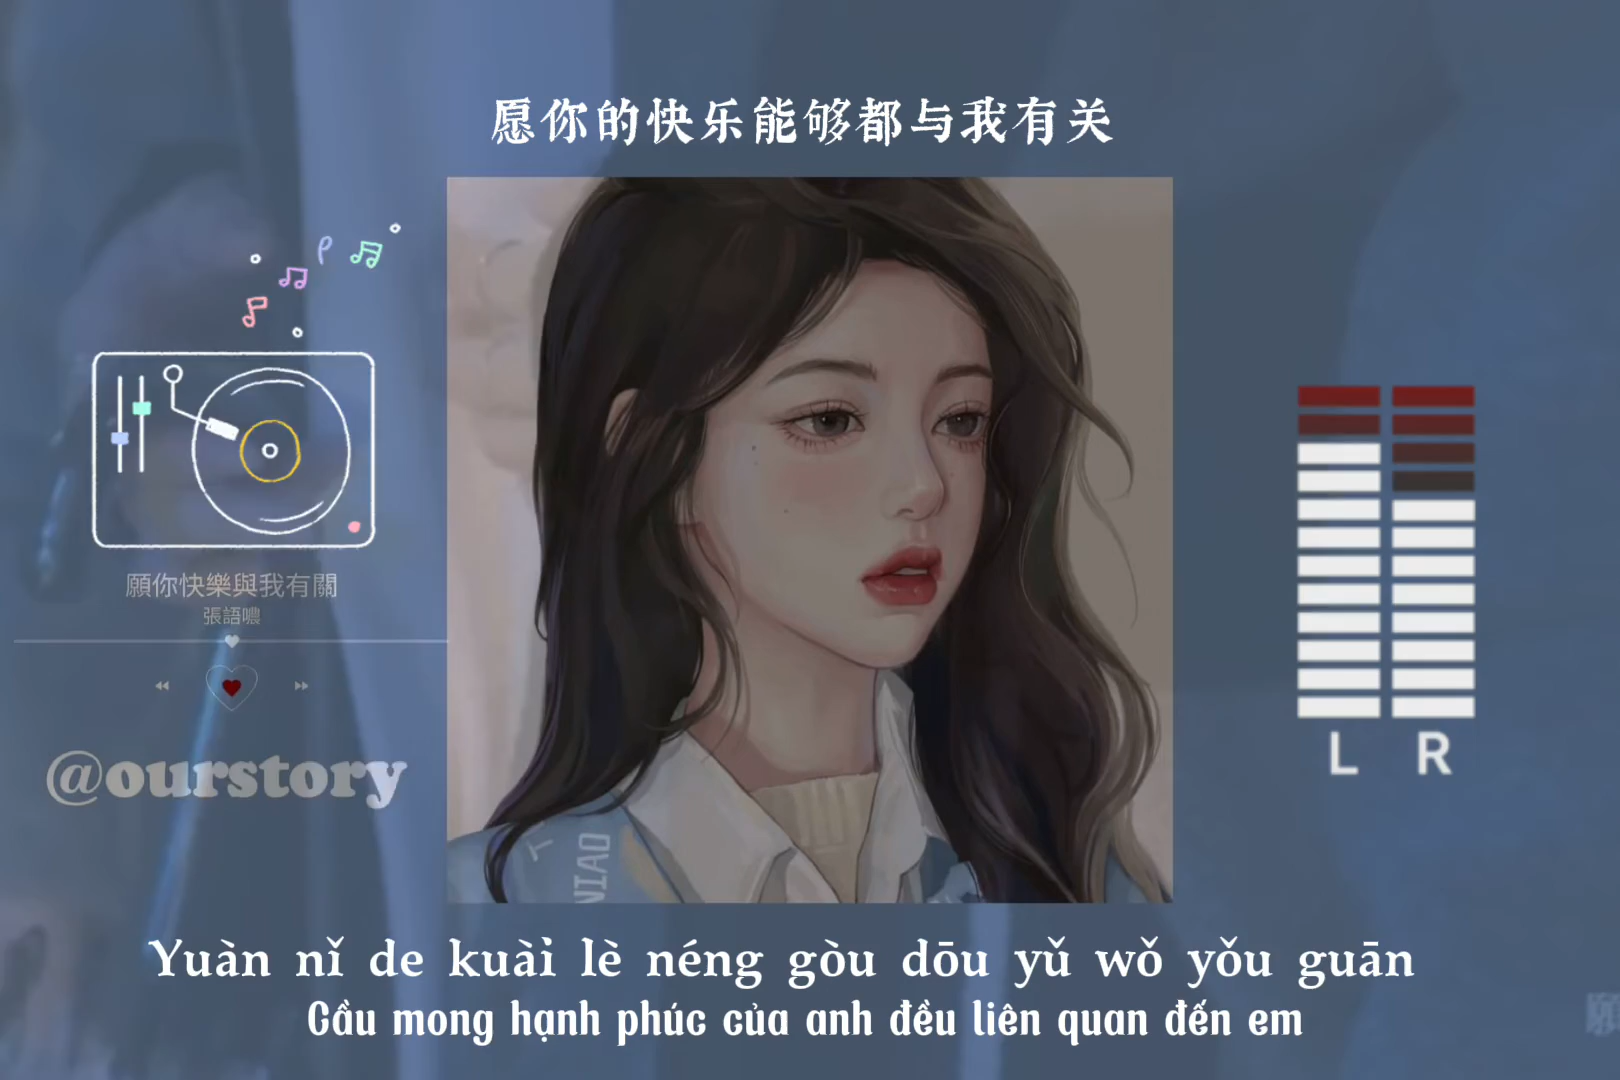 愿你的快乐能够都与我有关
願你快樂與我有關
張語噥
@ourstory
NIAO
L R
Yuàn nǐ de kuài lè néng gòu dōu yǔ wǒ yǒu guān
Cầu mong hạnh phúc của anh đều liên quan đến em
願